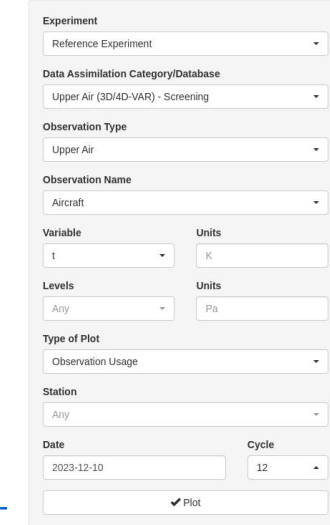 Experiment
Reference Experiment
Data Assimilation Category/Database
Upper Air (3D/4D-VAR) - Screening
Observation Type
Upper Air
Observation Name
Aircraft
Variable Units
t K
Levels Units
Any Pa
Type of Plot
Observation Usage
Station
Any
Date Cycle
2023-12-10 12
Plot